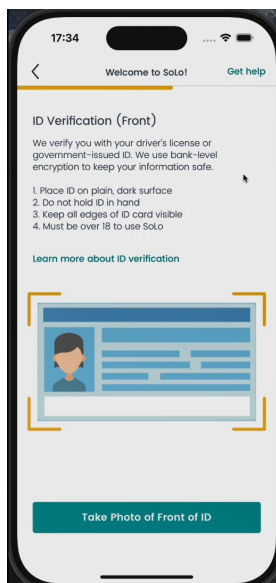 17:34
Welcome to SoLo!
Get help
ID Verification (Front)
We verify you with your driver's license or
government-issued ID. We use bank-level
encryption to keep your information safe.
1. Place ID on plain, dark surface
2. Do not hold ID in hand
3. Keep all edges of ID card visible
4. Must be over 18 to use SoLo
Learn more about ID verification
Take Photo of Front of ID